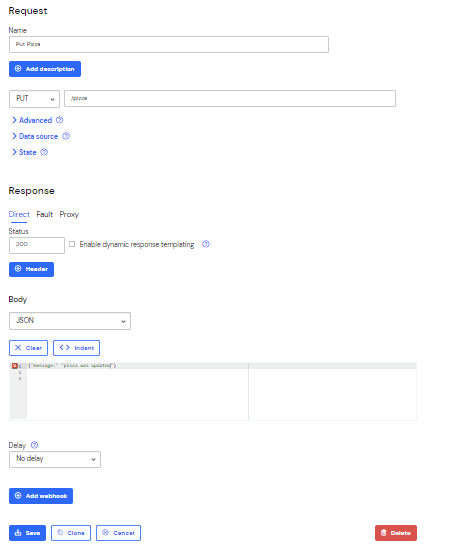 Request
Name
Put Pizza
Add description
PUT /pizza
Advanced
Data source
State
Response
Direct Fault Proxy
Status
200 Enable dynamic response templating
Header
Body
JSON
Clear Indent
1 {"message:" "pizza was updated"}
2
3
Delay
No delay
Add webhook
Save Clone Cancel Delete